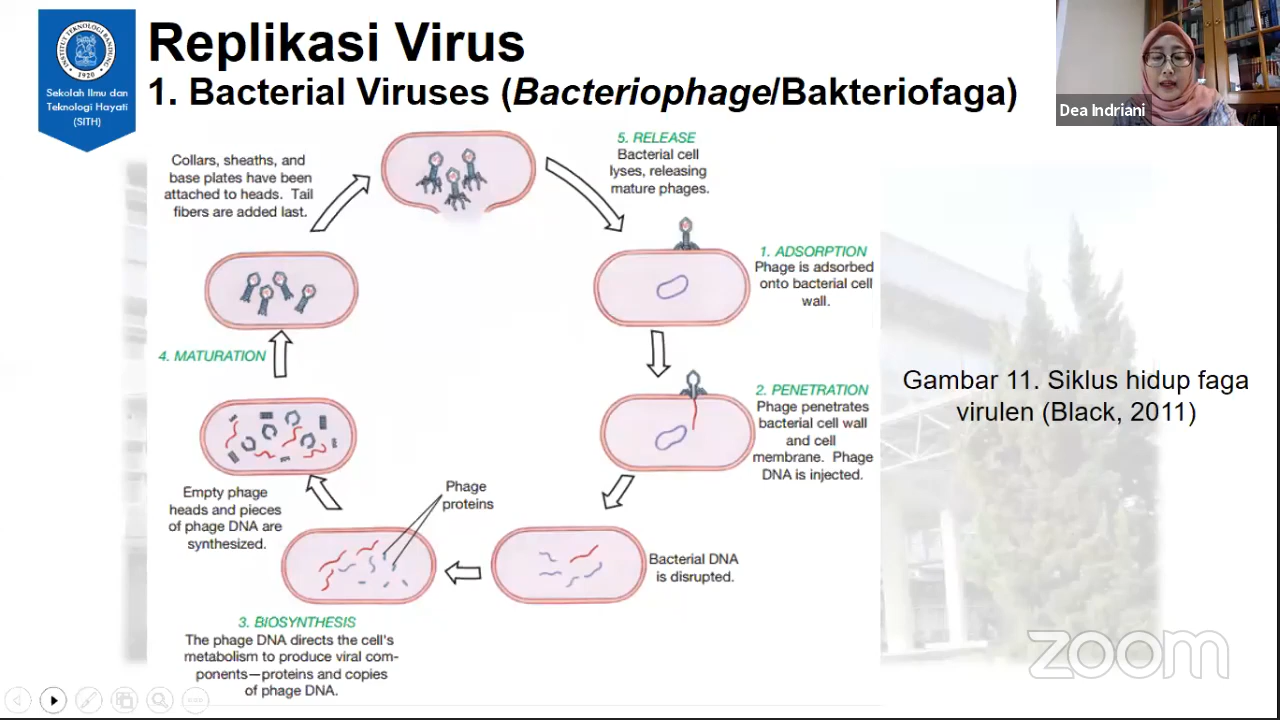 INSTITUT TEKNOLOGI BANDUNG
1920
Sekolah Ilmu dan
Teknologi Hayati
(SITH)
Replikasi Virus
1. Bacterial Viruses (Bacteriophage/Bakteriofaga)
Dea Indriani
Collars, sheaths, and
base plates have been
attached to heads. Tail
fibers are added last.
5. RELEASE
Bacterial cell
lyses, releasing
mature phages.
1. ADSORPTION
Phage is adsorbed
onto bacterial cell
wall.
2. PENETRATION
Phage penetrates
bacterial cell wall
and cell
membrane. Phage
DNA is injected.
Bacterial DNA
is disrupted.
Phage
proteins
3. BIOSYNTHESIS
The phage DNA directs the cell's
metabolism to produce viral com-
ponents—proteins and copies
of phage DNA.
Empty phage
heads and pieces
of phage DNA are
synthesized.
4. MATURATION
Gambar 11. Siklus hidup faga
virulen (Black, 2011)
zoom